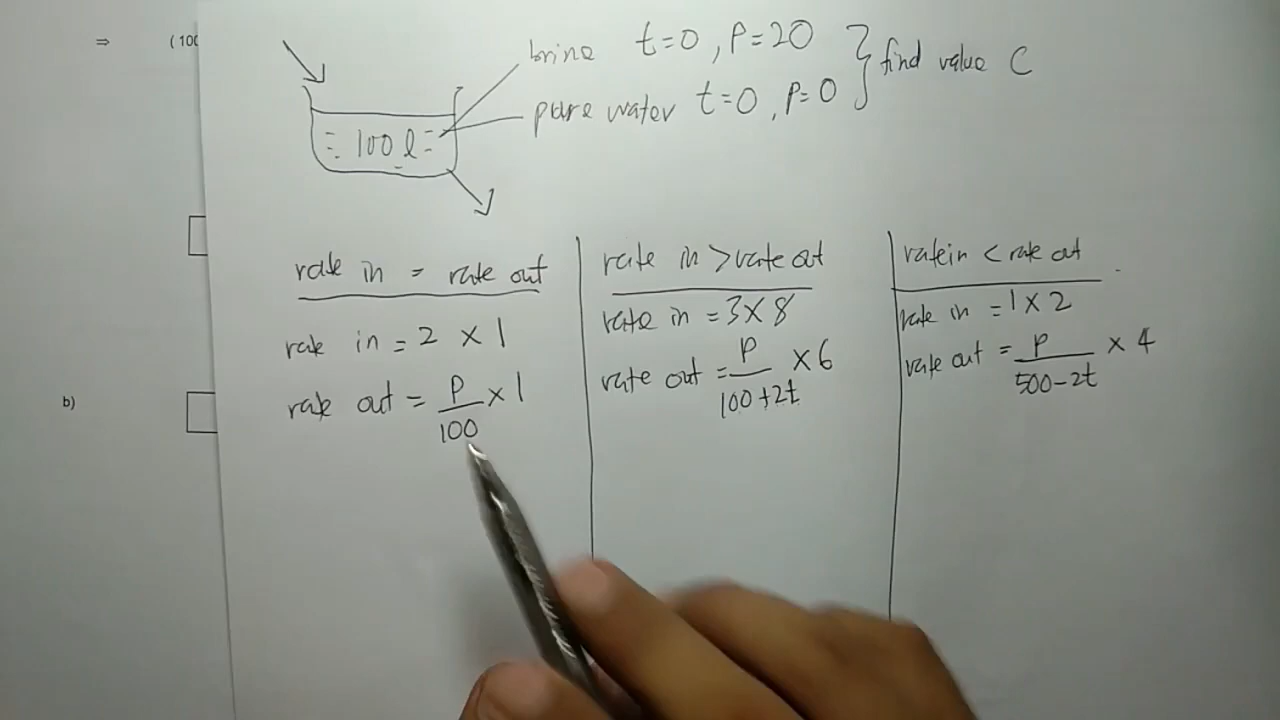 ⇒ (100
brine t=0, P=20
pure water t=0, P=0
} find value C
100 l
rate in = rate out
rate in = 2 x 1
rate out = P/100 x 1
rate in > rate out
rate in = 3 x 8
rate out = P/100+2t x 6
rate in < rate out
rate in = 1 x 2
rate out = P/500-2t x 4
b)